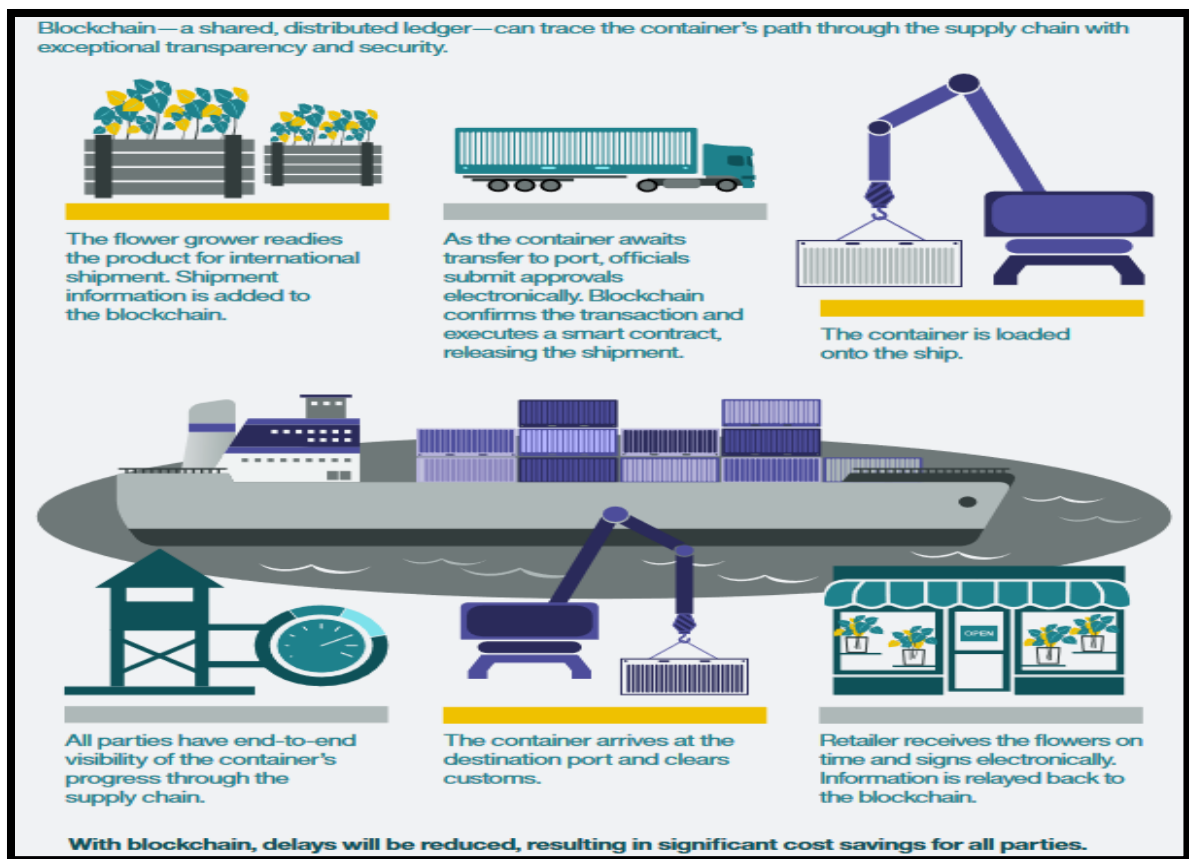 Blockchain—a shared, distributed ledger—can trace the container's path through the supply chain with
exceptional transparency and security.
The flower grower readies
the product for international
shipment. Shipment
information is added to
the blockchain.
As the container awaits
transfer to port, officials
submit approvals
electronically. Blockchain
confirms the transaction and
executes a smart contract,
releasing the shipment.
The container is loaded
onto the ship.
OPEN
All parties have end-to-end
visibility of the container's
progress through the
supply chain.
The container arrives at the
destination port and clears
customs.
Retailer receives the flowers on
time and signs electronically.
Information is relayed back to
the blockchain.
With blockchain, delays will be reduced, resulting in significant cost savings for all parties.